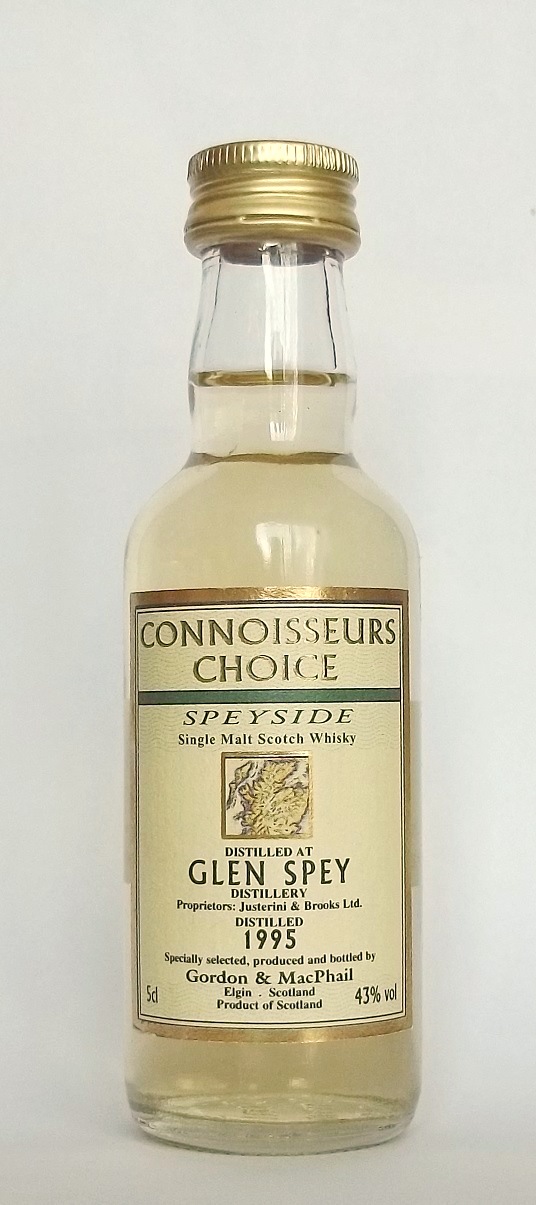 CONNOISSEURS
CHOICE
SPEYSIDE
Single Malt Scotch Whisky
DISTILLED AT
GLEN SPEY
DISTILLERY
Proprietors: Justerini & Brooks Ltd.
DISTILLED
1995
Specially selected, produced and bottled by
Gordon & MacPhail
Elgin . Scotland
Product of Scotland
5cl
43% vol